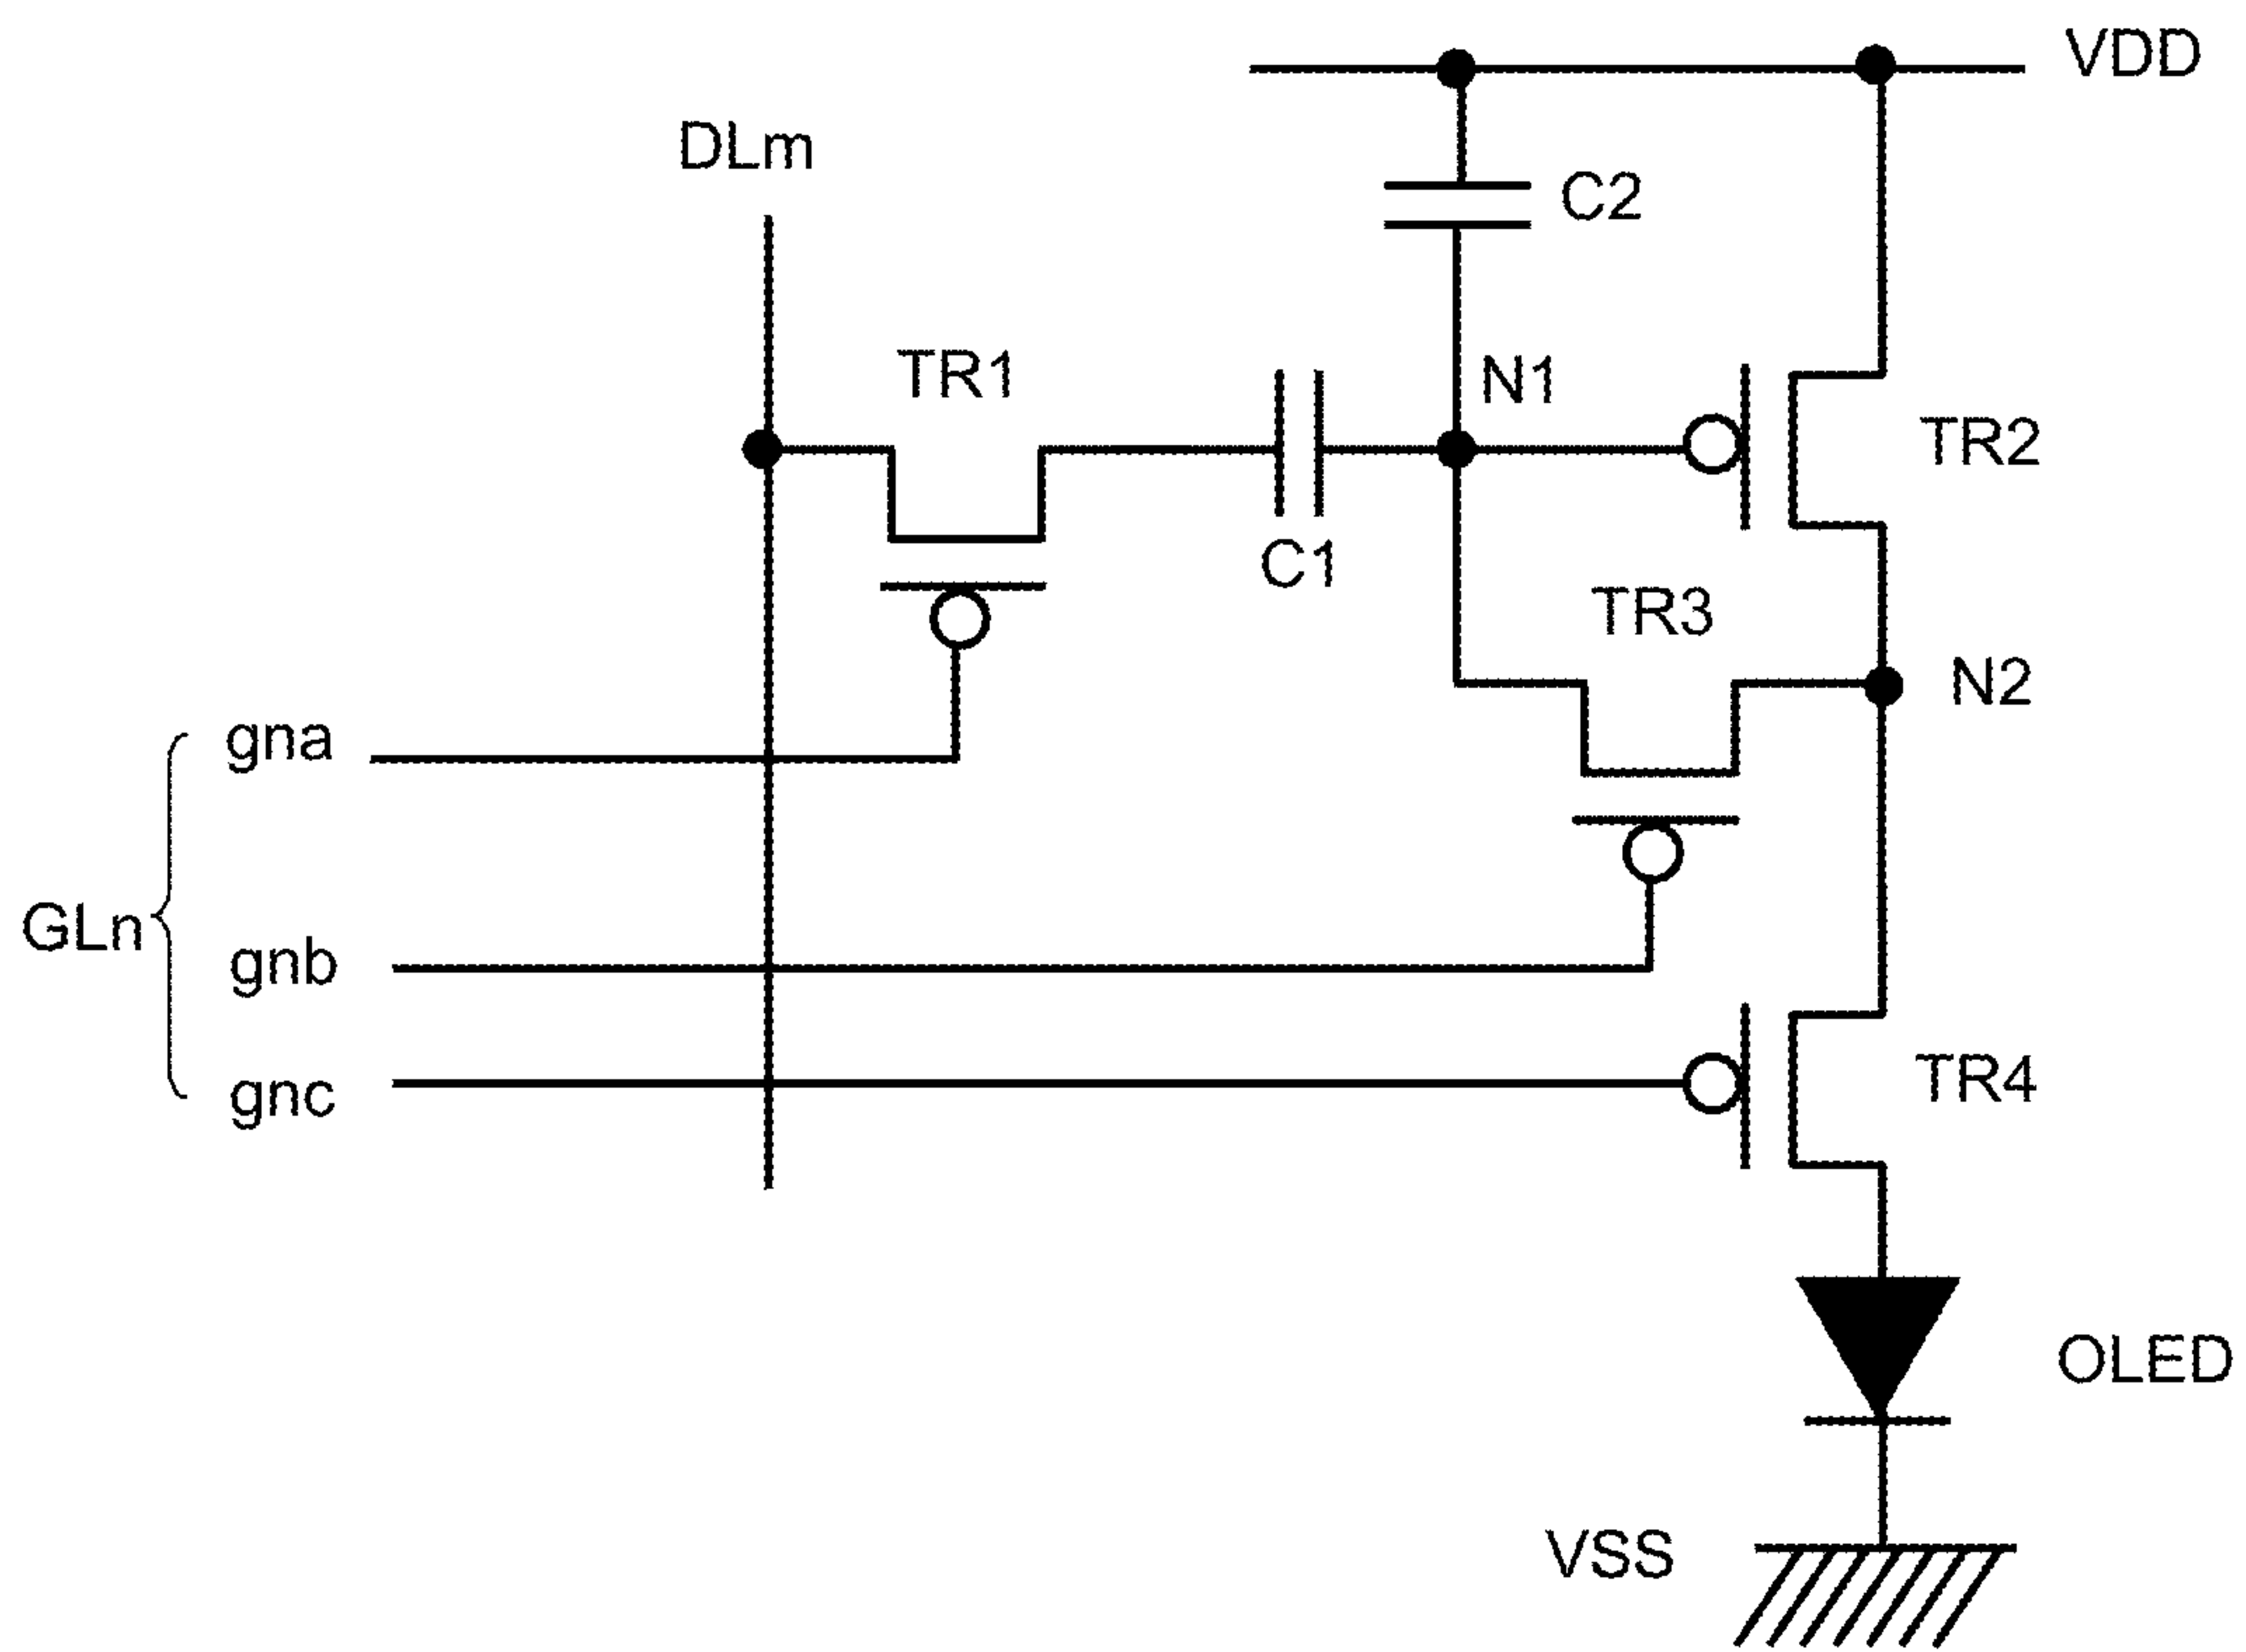 VDD
DLm
C2
TR1
N1
TR2
C1
TR3
N2
gna
GLn
gnb
gnc
TR4
OLED
VSS